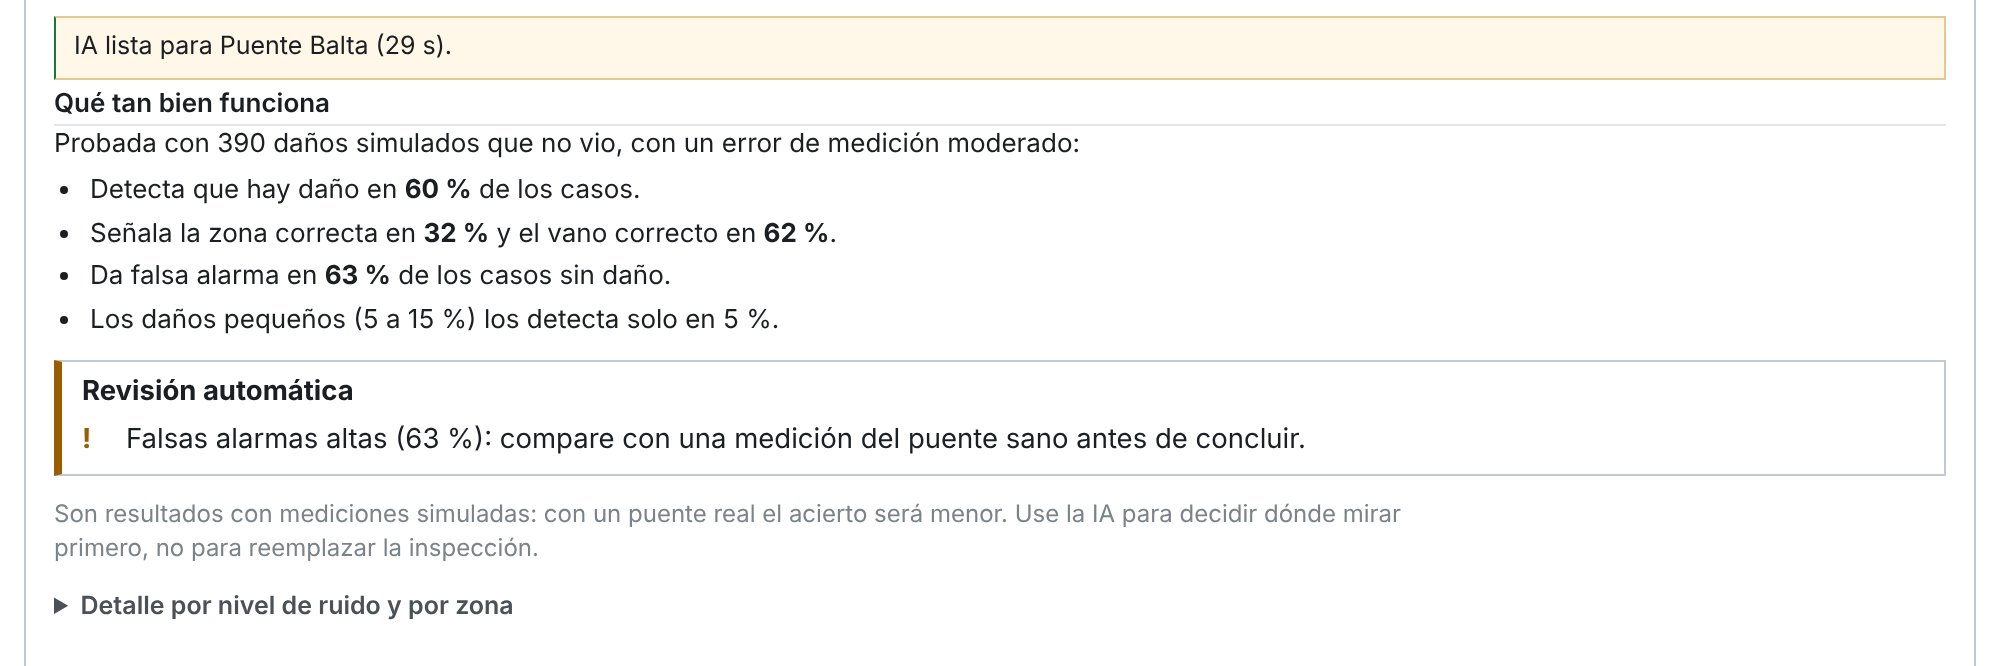 IA lista para Puente Balta (29 s).
Qué tan bien funciona
Probada con 390 daños simulados que no vio, con un error de medición moderado:
• Detecta que hay daño en 60 % de los casos.
• Señala la zona correcta en 32 % y el vano correcto en 62 %.
• Da falsa alarma en 63 % de los casos sin daño.
• Los daños pequeños (5 a 15 %) los detecta solo en 5 %.
Revisión automática
! Falsas alarmas altas (63 %): compare con una medición del puente sano antes de concluir.
Son resultados con mediciones simuladas: con un puente real el acierto será menor. Use la IA para decidir dónde mirar
primero, no para reemplazar la inspección.
▶ Detalle por nivel de ruido y por zona